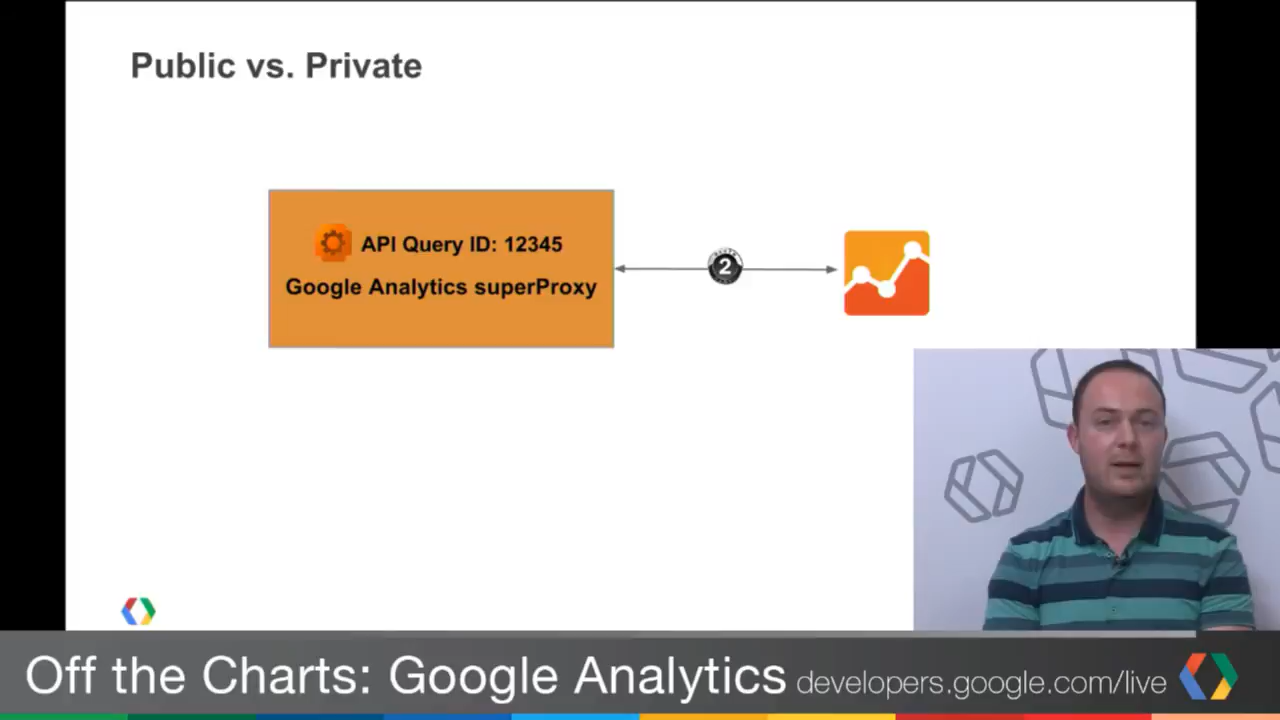 Public vs. Private
API Query ID: 12345
Google Analytics superProxy
2
Off the Charts: Google Analytics developers.google.com/live